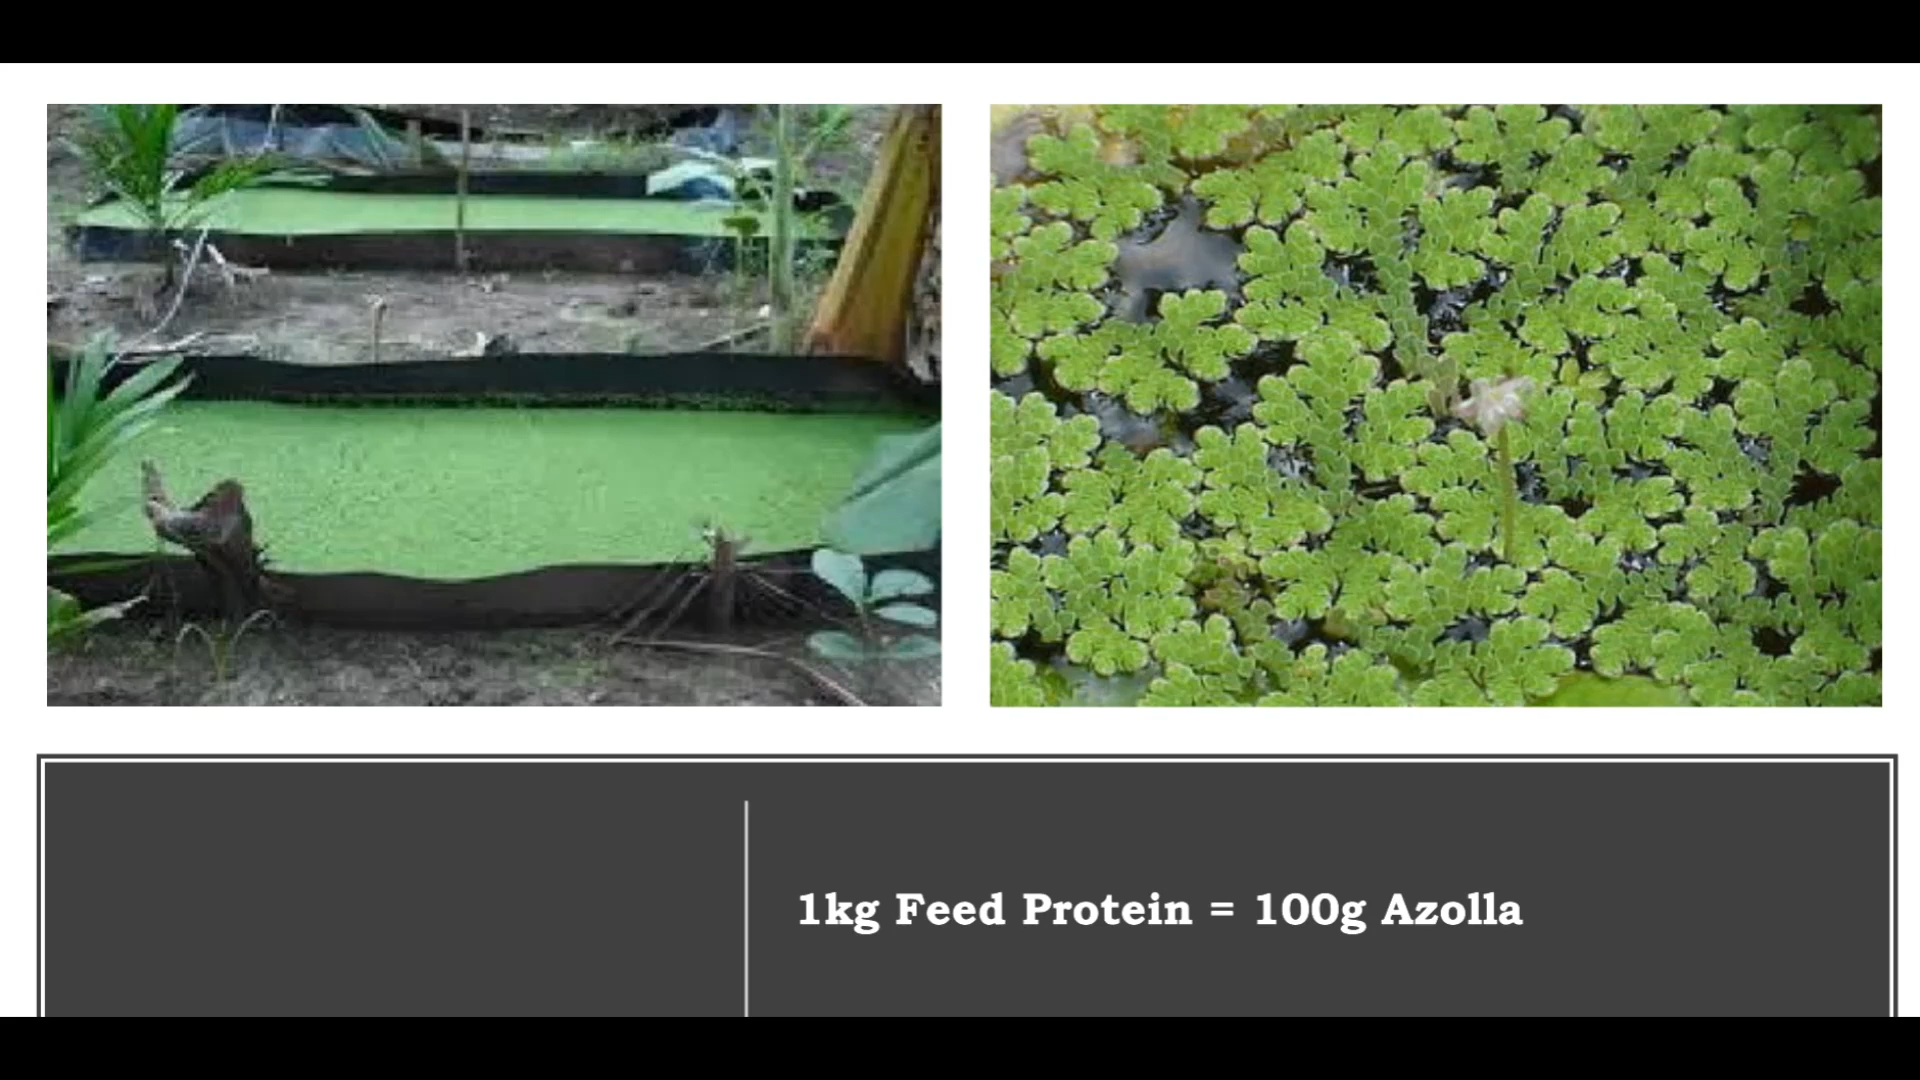 1kg Feed Protein = 100g Azolla